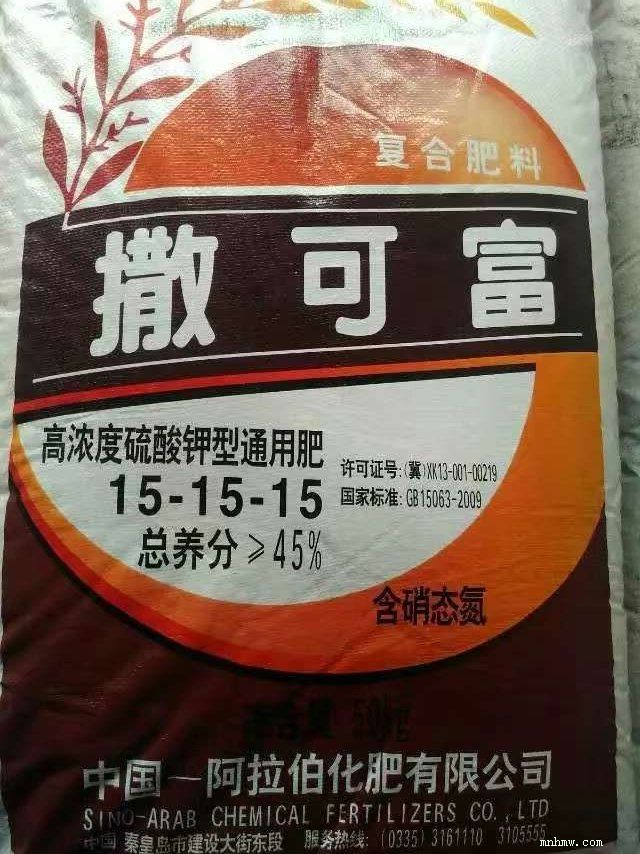 复合肥料
撒可富
高浓度硫酸钾型通用肥
15-15-15
总养分≥45%
许可证号:(冀)XK13-001-00219
国家标准:GB15063-2009
含硝态氮
净含量 50kg
中国－阿拉伯化肥有限公司
SINO-ARAB CHEMICAL FERTILIZERS CO.,LTD
中国 秦皇岛市建设大街东段 服务热线:(0335)3161110 3105555
mnhmw.com